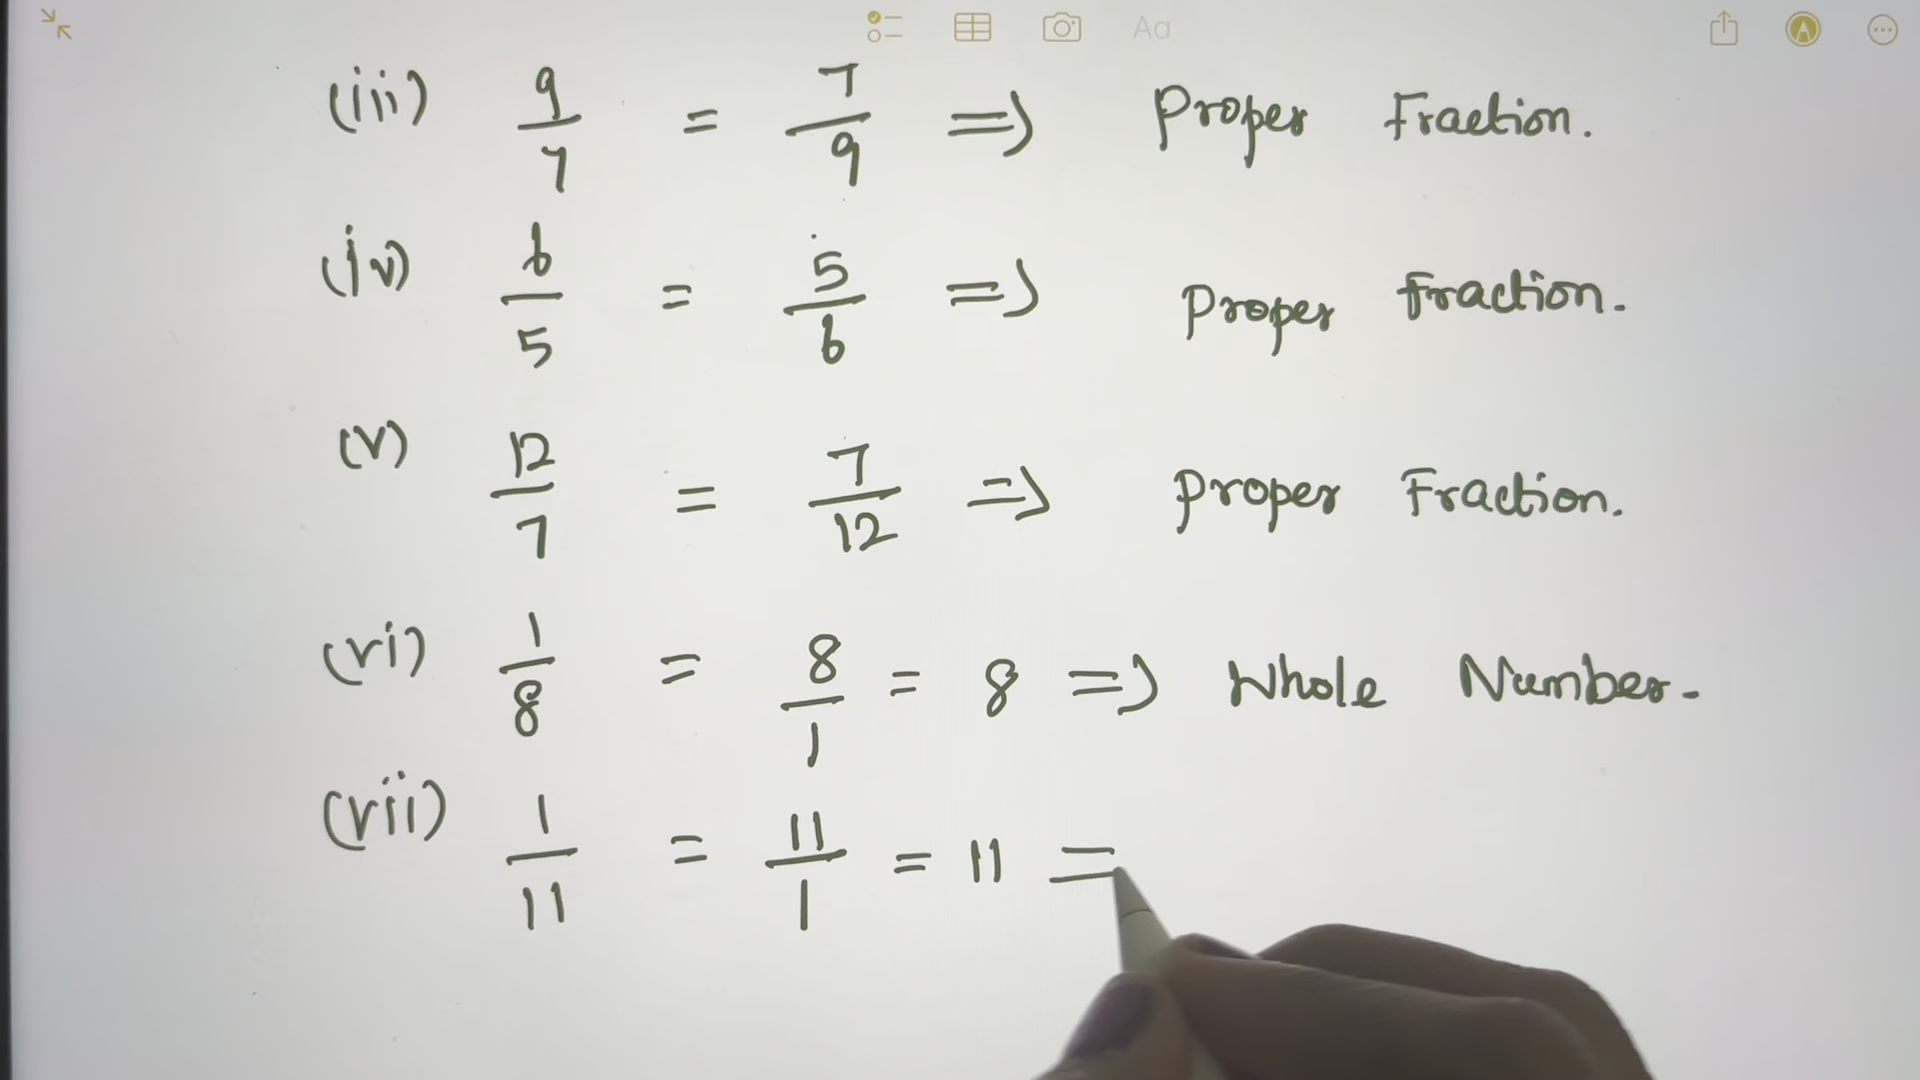 Aa
(iii) 9/7 = 7/9 => Proper Fraction.
(iv) 6/5 = 5/6 => Proper Fraction.
(v) 12/7 = 7/12 => Proper Fraction.
(vi) 1/8 = 8/1 = 8 => Whole Number.
(vii) 1/11 = 11/1 = 11 =